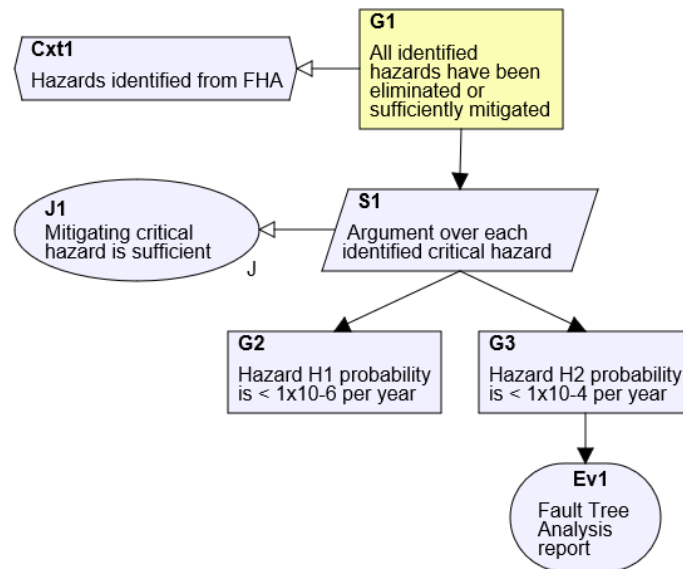 G1
All identified
hazards have been
eliminated or
sufficiently mitigated
Cxt1
Hazards identified from FHA
S1
Argument over each
identified critical hazard
J1
Mitigating critical
hazard is sufficient
J
G2
Hazard H1 probability
is < 1x10-6 per year
G3
Hazard H2 probability
is < 1x10-4 per year
Ev1
Fault Tree
Analysis
report